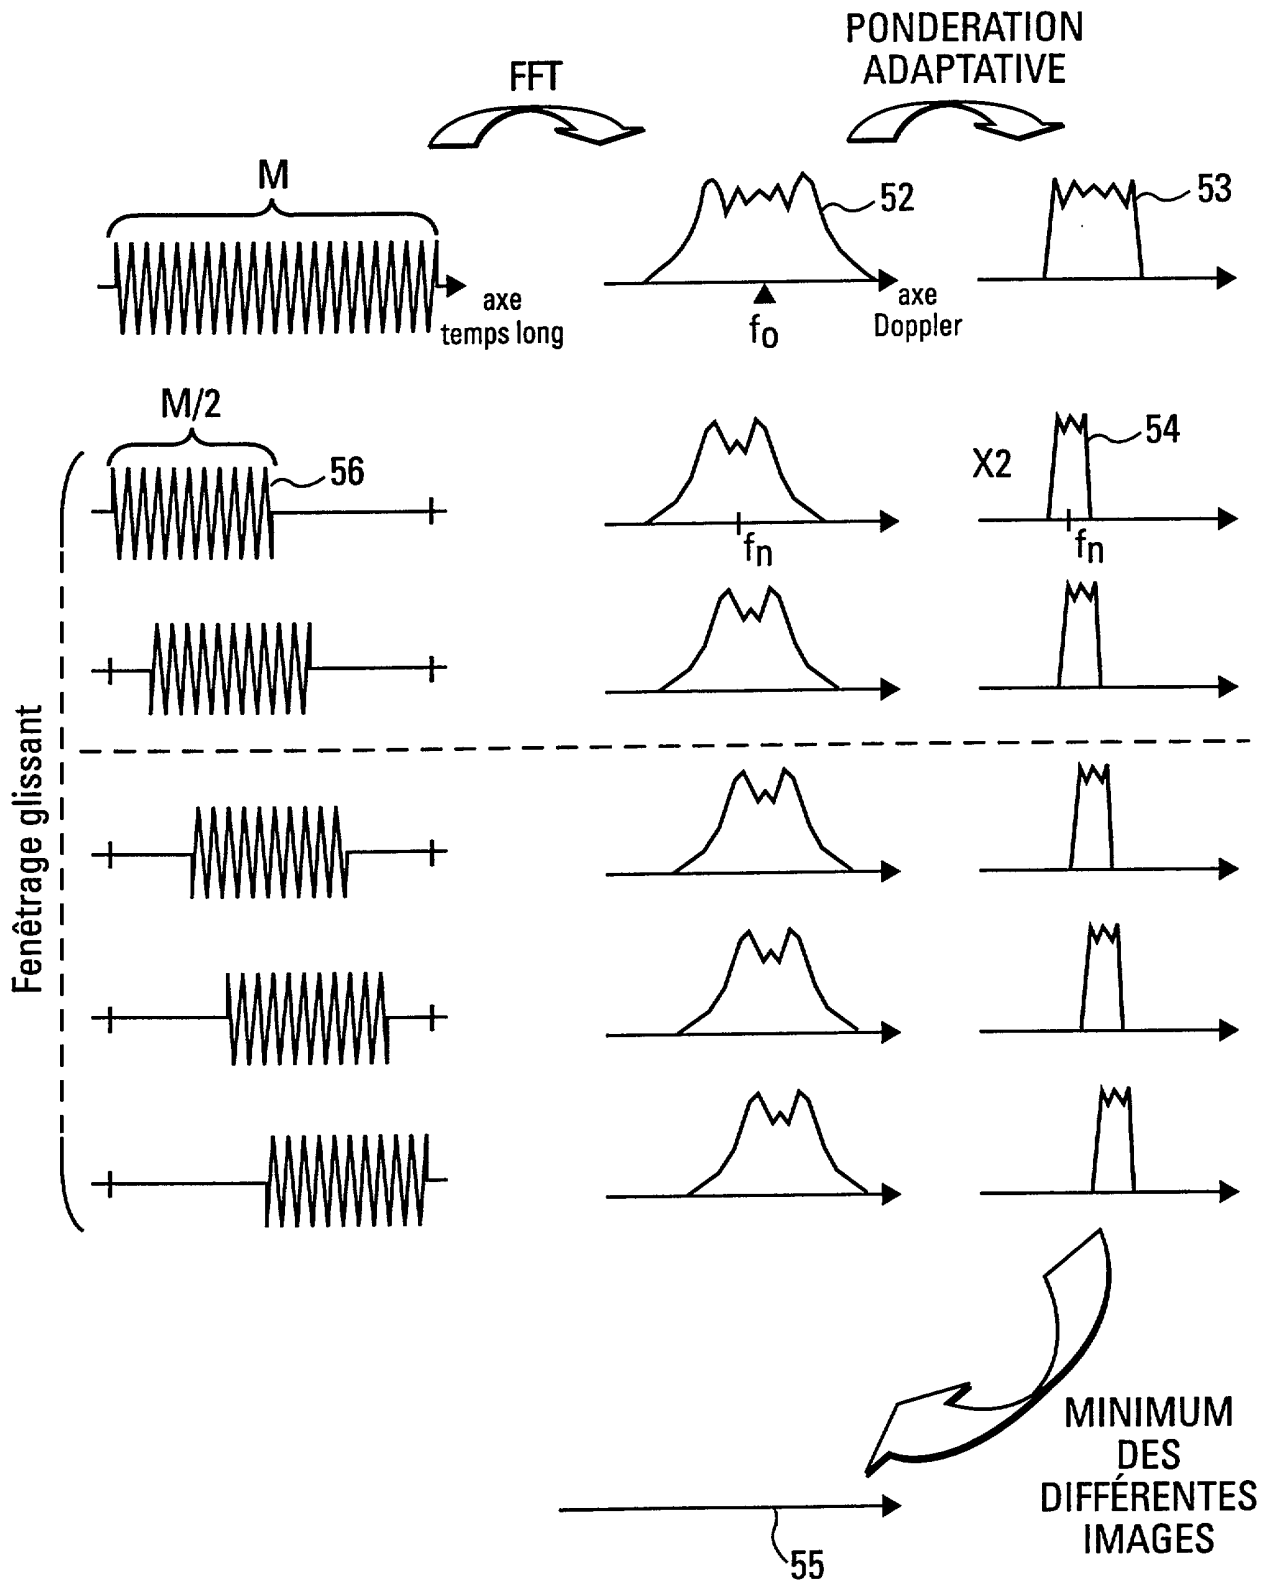 FFT
PONDERATION
ADAPTATIVE
M
axe
temps long
52
fo
axe
Doppler
53
M/2
56
fn
X2
54
fn
Fenêtrage glissant
MINIMUM
DES
DIFFÉRENTES
IMAGES
55